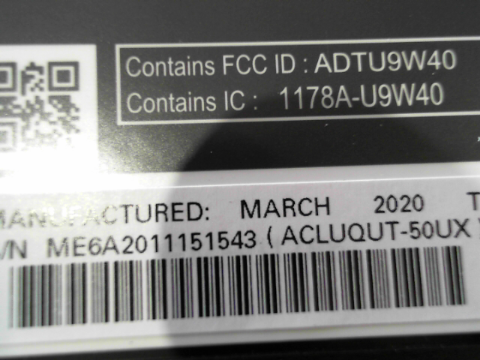 Contains FCC ID : ADTU9W40
Contains IC : 1178A-U9W40
MANUFACTURED: MARCH 2020 T
/N ME6A2011151543 ( ACLUQUT-50UX )